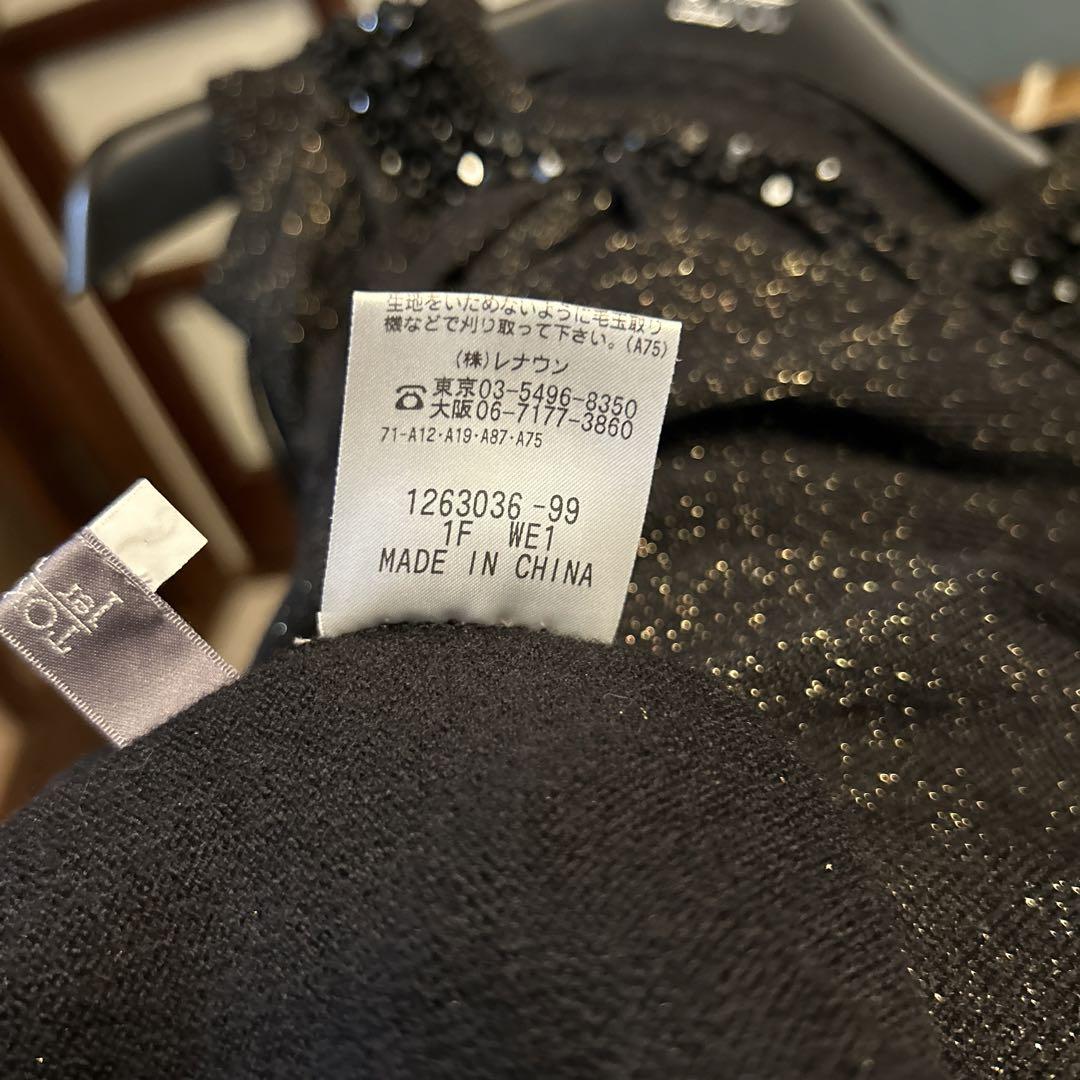 生地をいためないように毛玉取り
機などで刈り取って下さい。(A75)
(株)レナウン
☎ 東京03-5496-8350
大阪06-7177-3860
71-A12・A19・A87・A75
1263036-99
1F WE1
MADE IN CHINA